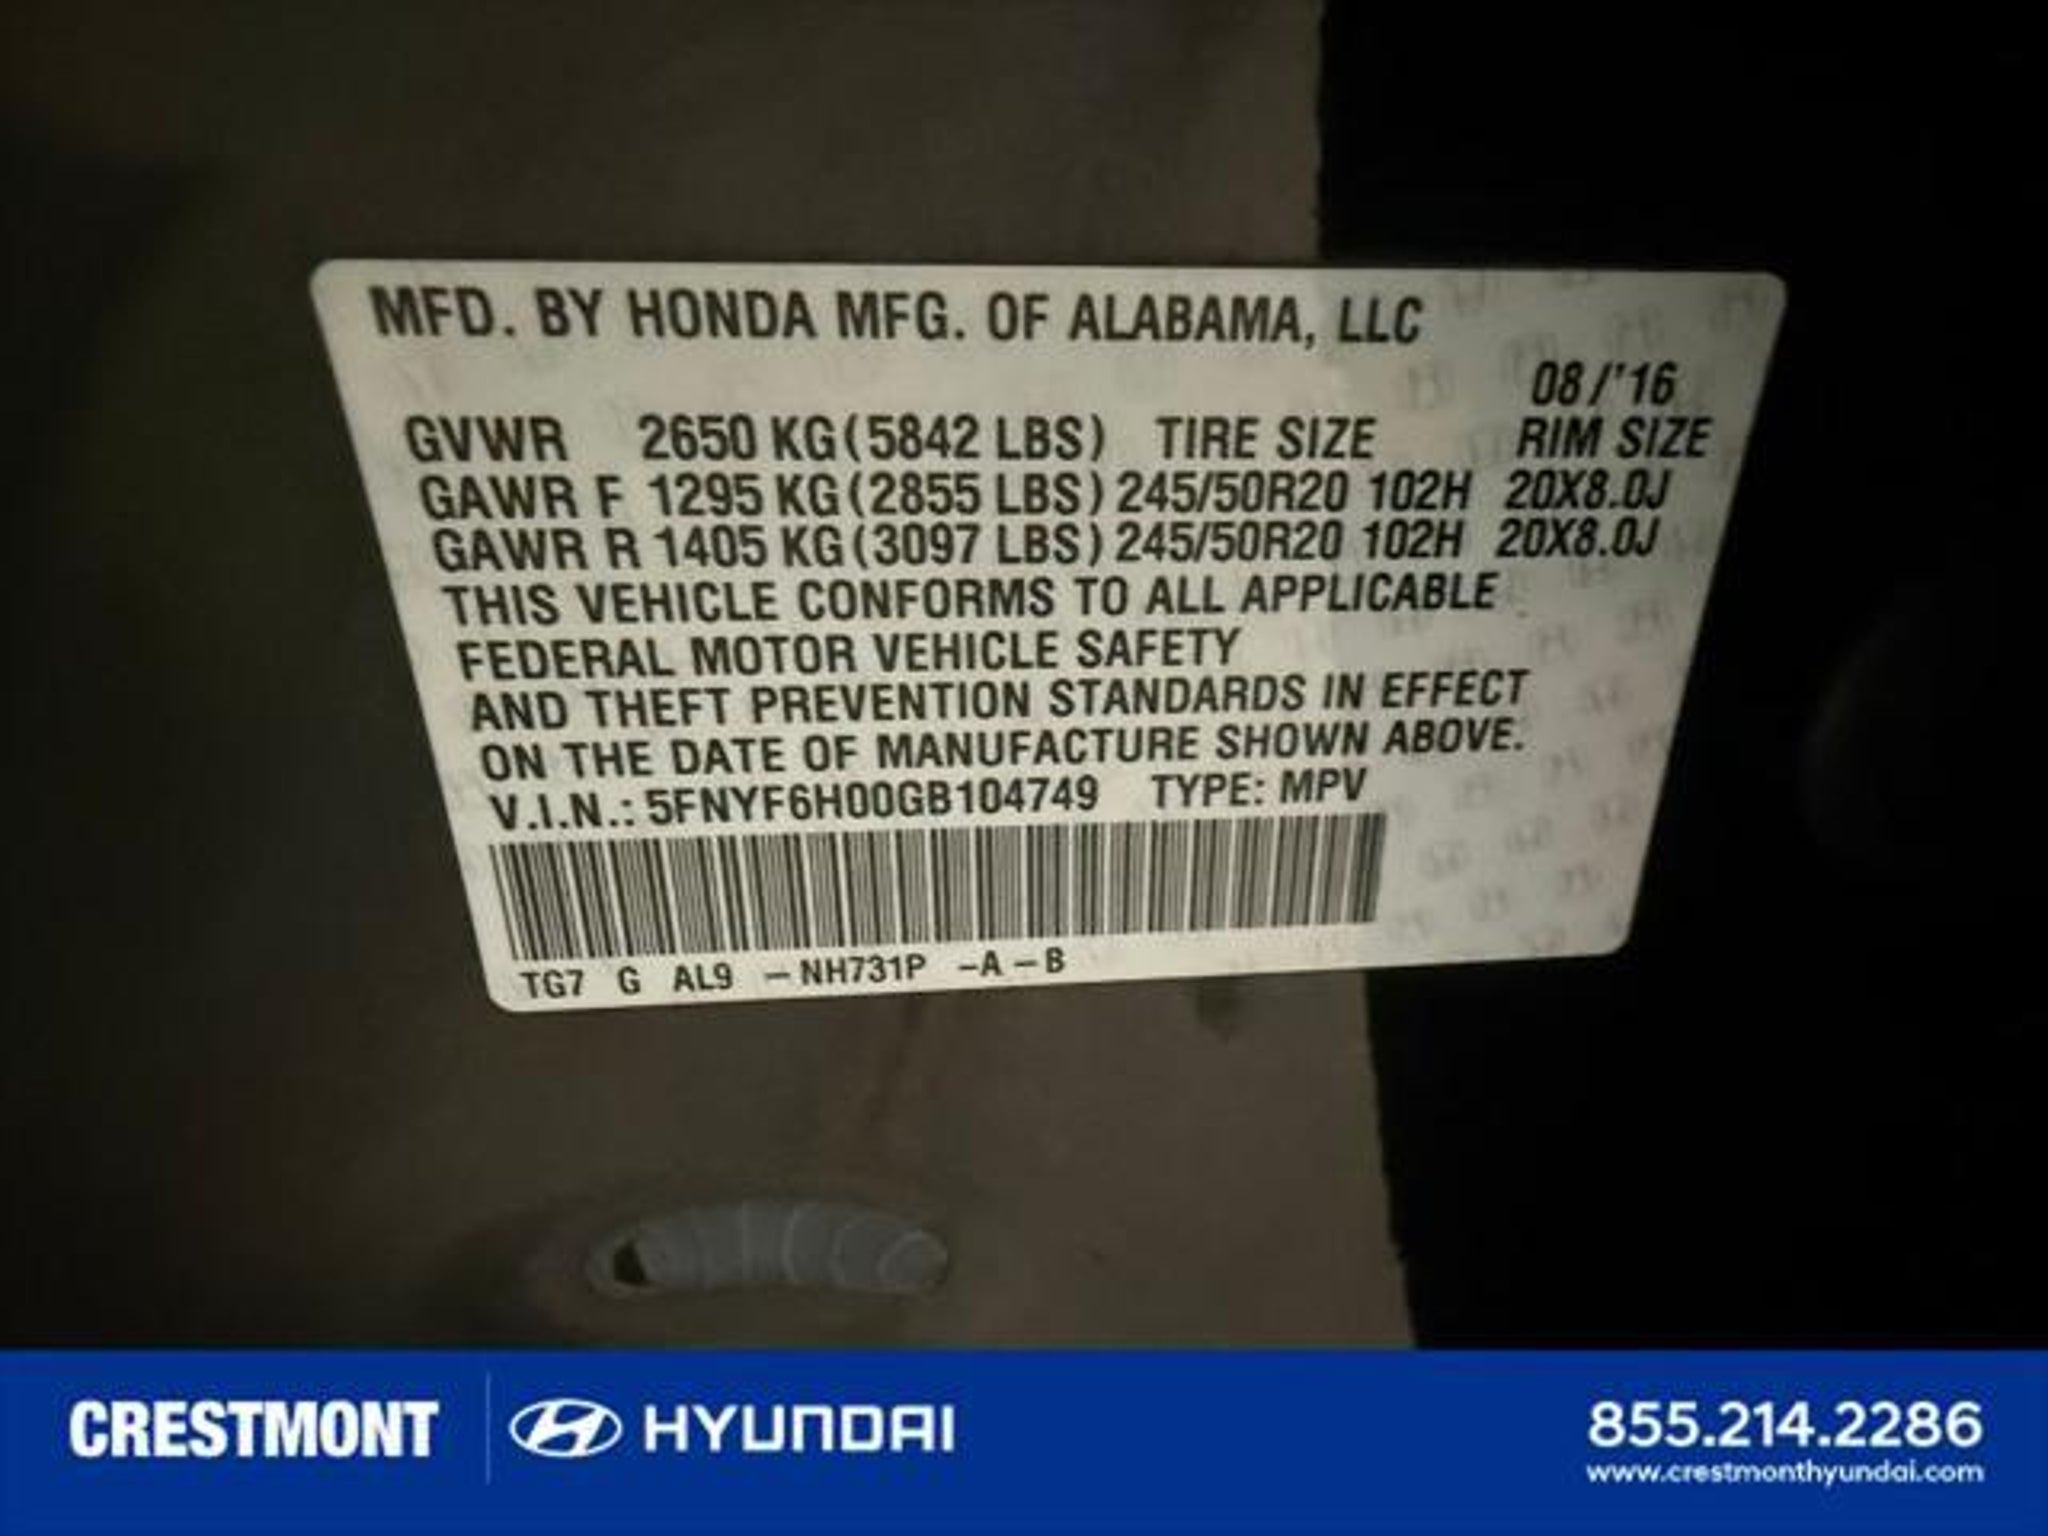 MFD. BY HONDA MFG. OF ALABAMA, LLC
08/'16
GVWR 2650 KG (5842 LBS) TIRE SIZE RIM SIZE
GAWR F 1295 KG (2855 LBS) 245/50R20 102H 20X8.0J
GAWR R 1405 KG (3097 LBS) 245/50R20 102H 20X8.0J
THIS VEHICLE CONFORMS TO ALL APPLICABLE
FEDERAL MOTOR VEHICLE SAFETY
AND THEFT PREVENTION STANDARDS IN EFFECT
ON THE DATE OF MANUFACTURE SHOWN ABOVE.
V.I.N.: 5FNYF6H00GB104749 TYPE: MPV
TG7 G AL9 -NH731P -A-B
CRESTMONT HYUNDAI
855.214.2286
www.crestmonthyundai.com